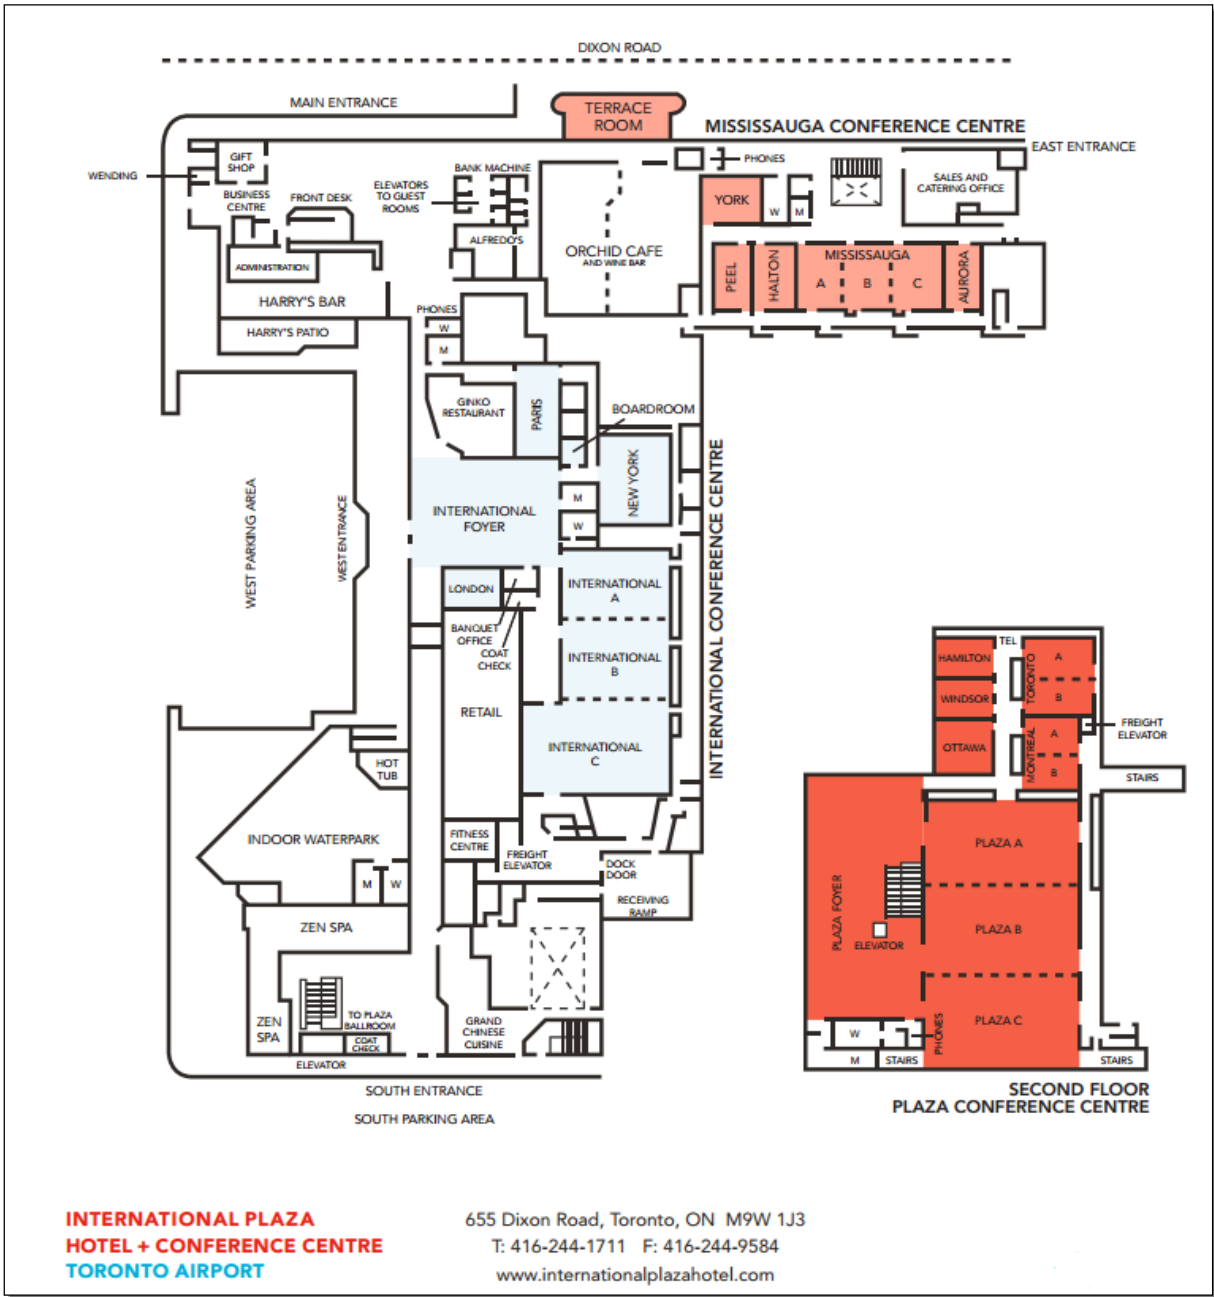 DIXON ROAD
MAIN ENTRANCE
TERRACE
ROOM
MISSISSAUGA CONFERENCE CENTRE
EAST ENTRANCE
GIFT
SHOP
WENDING
BUSINESS
CENTRE
FRONT DESK
ELEVATORS
TO GUEST
ROOMS
BANK MACHINE
PHONES
SALES AND
CATERING OFFICE
YORK
W
M
ALFREDO'S
ORCHID CAFE
AND WINE BAR
ADMINISTRATION
PEEL
HALTON
MISSISSAUGA
A
B
C
AURORA
HARRY'S BAR
HARRY'S PATIO
PHONES
W
M
GINKO
RESTAURANT
PARIS
BOARDROOM
NEW YORK
INTERNATIONAL CONFERENCE CENTRE
WEST PARKING AREA
WEST ENTRANCE
INTERNATIONAL
FOYER
M
W
LONDON
INTERNATIONAL
A
BANQUET
OFFICE
COAT
CHECK
INTERNATIONAL
B
RETAIL
INTERNATIONAL
C
HOT
TUB
INDOOR WATERPARK
M
W
FITNESS
CENTRE
FREIGHT
ELEVATOR
DOCK
DOOR
RECEIVING
RAMP
ZEN SPA
ZEN
SPA
TO PLAZA
BALLROOM
COAT
CHECK
ELEVATOR
GRAND
CHINESE
CUISINE
SOUTH ENTRANCE
SOUTH PARKING AREA
TEL
HAMILTON
WINDSOR
OTTAWA
TORONTO
A
B
MONTREAL
A
B
FREIGHT
ELEVATOR
STAIRS
PLAZA A
PLAZA FOYER
ELEVATOR
PLAZA B
PLAZA C
W
M
STAIRS
PHONES
STAIRS
SECOND FLOOR
PLAZA CONFERENCE CENTRE
INTERNATIONAL PLAZA
HOTEL + CONFERENCE CENTRE
TORONTO AIRPORT
655 Dixon Road, Toronto, ON M9W 1J3
T: 416-244-1711 F: 416-244-9584
www.internationalplazahotel.com